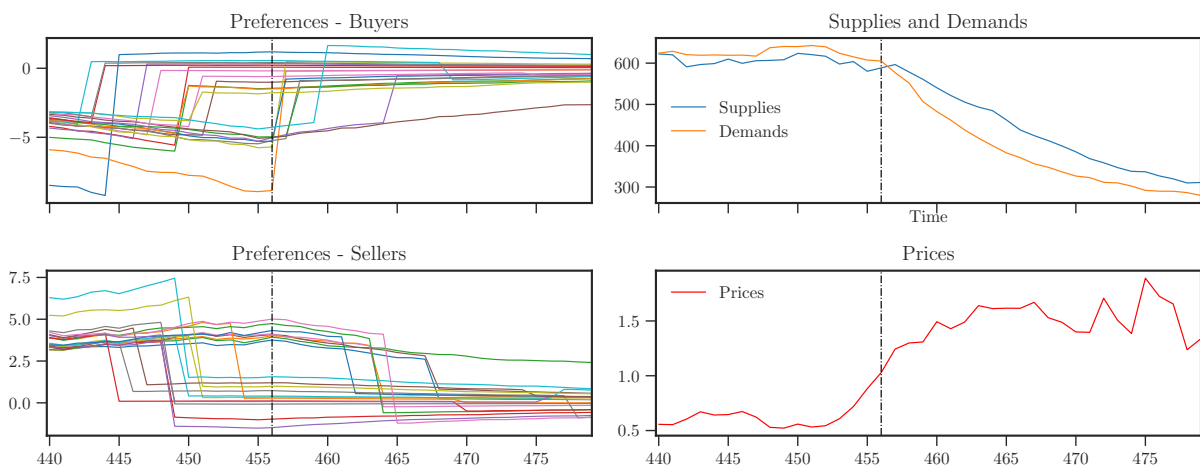 Preferences - Buyers
0
−5
Supplies and Demands
600
500
400
300
Supplies
Demands
Time
Preferences - Sellers
7.5
5.0
2.5
0.0
440 445 450 455 460 465 470 475
Prices
1.5
1.0
0.5
Prices
440 445 450 455 460 465 470 475